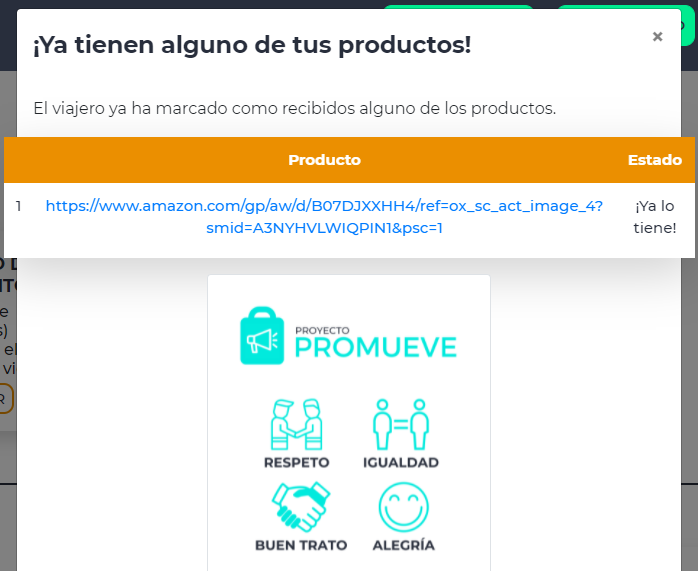 ¡Ya tienen alguno de tus productos!
×
El viajero ya ha marcado como recibidos alguno de los productos.
Producto Estado
1 https://www.amazon.com/gp/aw/d/B07DJXXHH4/ref=ox_sc_act_image_4? ¡Ya lo
smid=A3NYHVLWIQPIN1&psc=1 tiene!
PROYECTO
PROMUEVE
RESPETO IGUALDAD
BUEN TRATO ALEGRÍA